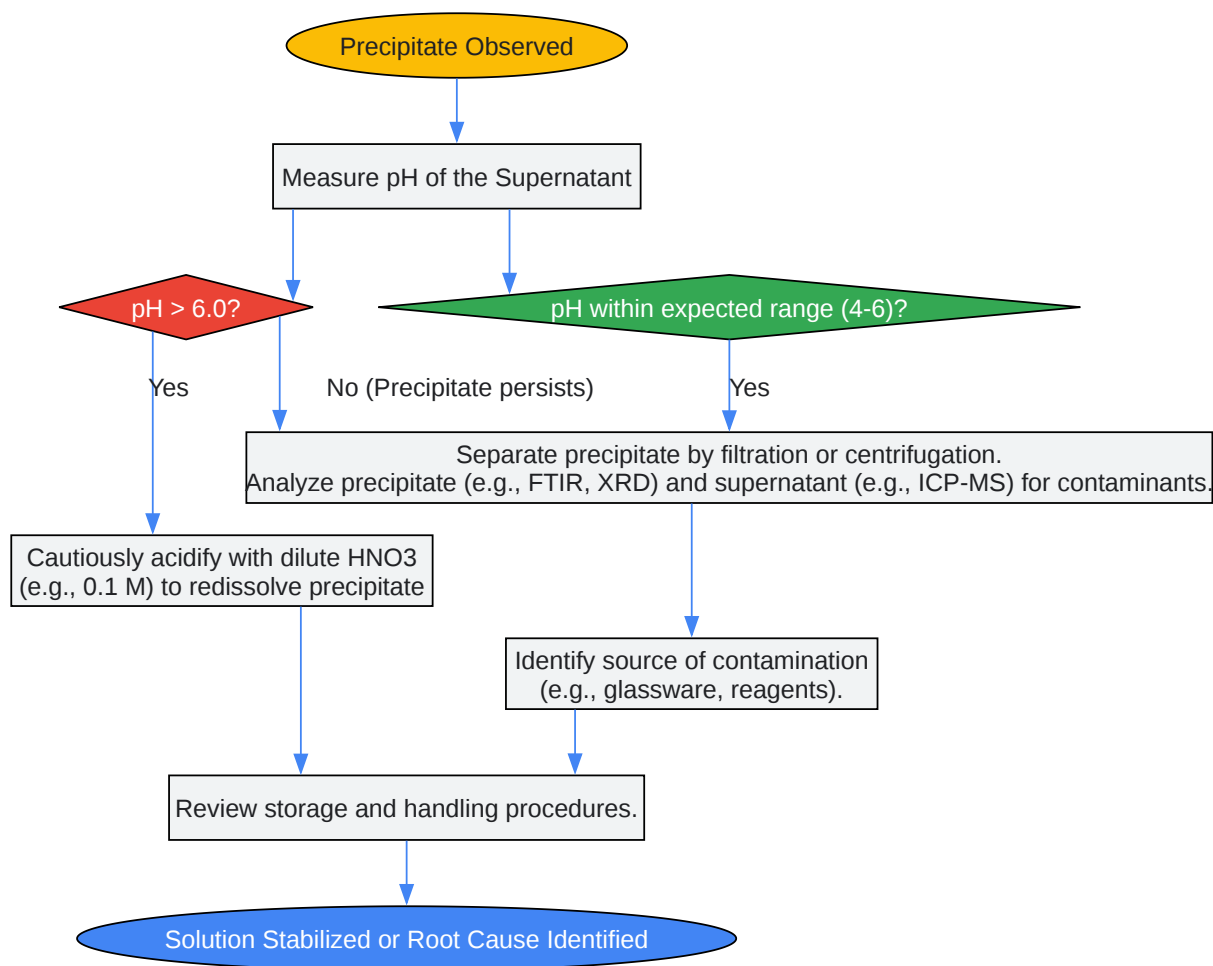 Precipitate Observed
Measure pH of the Supernatant
pH > 6.0?
pH within expected range (4-6)?
Yes
No (Precipitate persists)
Yes
Separate precipitate by filtration or centrifugation.
Analyze precipitate (e.g., FTIR, XRD) and supernatant (e.g., ICP-MS) for contaminants.
Cautiously acidify with dilute HNO3
(e.g., 0.1 M) to redissolve precipitate
Identify source of contamination
(e.g., glassware, reagents).
Review storage and handling procedures.
Solution Stabilized or Root Cause Identified